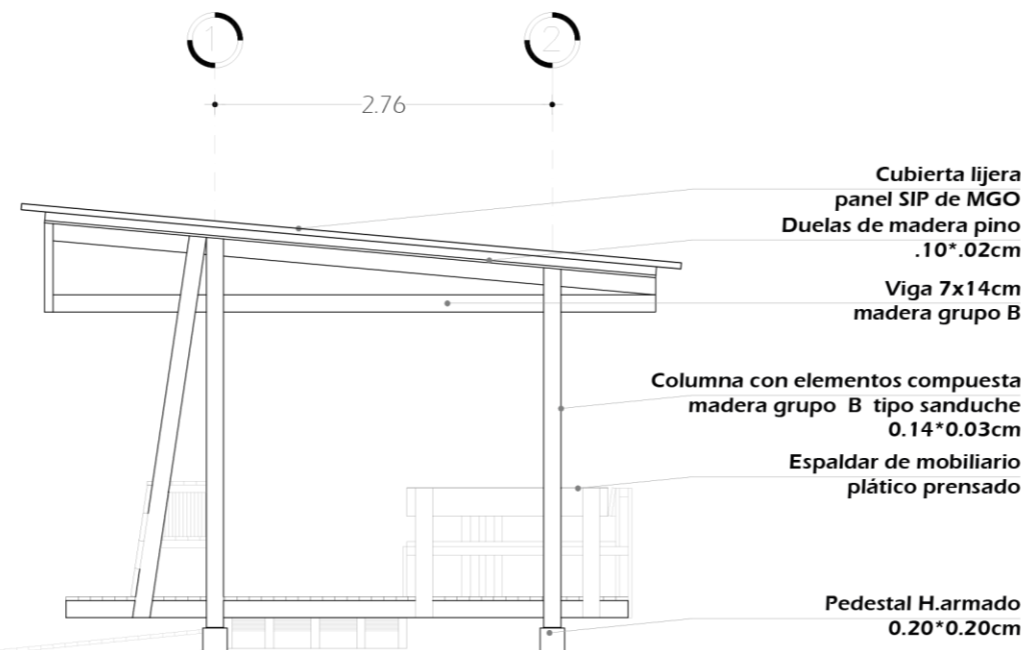 1 2
2.76
Cubierta lijera
panel SIP de MGO
Duelas de madera pino
.10*.02cm
Viga 7x14cm
madera grupo B
Columna con elementos compuesta
madera grupo B tipo sanduche
0.14*0.03cm
Espaldar de mobiliario
plático prensado
Pedestal H.armado
0.20*0.20cm